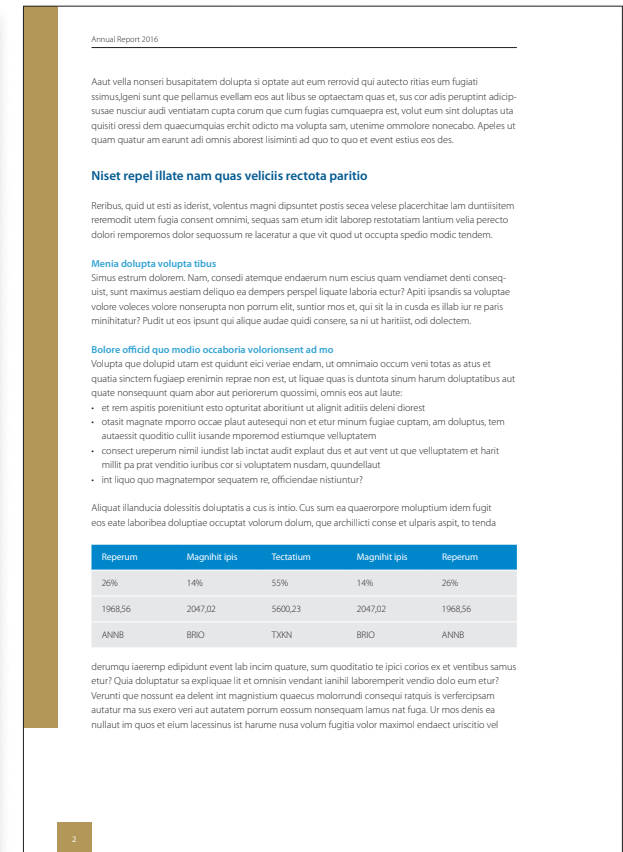 Annual Report 2016
Aaut vella nonseri busapitatem dolupta si optate aut eum rerrovid qui autecto ritias eum fugiati
ssimus,Igeni sunt que pellamus evellam eos aut libus se optaectam quas et, sus cor adis peruptint adicip-
susae nusciur audi ventiatam cupta corum que cum fugias cumquaepra est, volut eum sint doluptas uta
quisiti oressi dem quaecumquias erchit odicto ma volupta sam, utenime ommolore nonecabo. Apeles ut
quam quatur am earunt adi omnis aborest lisiminti ad quo to quo et event estius eos des.
Niset repel illate nam quas veliciis rectota paritio
Reribus, quid ut esti as iderist, volentus magni dipsuntet postis secea velese placerchitae lam duntiisitem
reremodit utem fugia consent omnimi, sequas sam etum idit laborep restotatiam lantium velia perecto
dolori remporemos dolor sequossum re laceratur a que vit quod ut occupta spedio modic tendem.
Menia dolupta volupta tibus
Simus estrum dolorem. Nam, consedi atemque endaerum num escius quam vendiamet denti conseq-
uist, sunt maximus aestiam deliquo ea dempers perspel liquate laboria ectur? Apiti ipsandis sa voluptae
volore voleces volore nonserupta non porrum elit, suntior mos et, qui sit la in cusda es illab iur re paris
minihitatur? Pudit ut eos ipsunt qui alique audae quidi consere, sa ni ut haritiist, odi dolectem.
Bolore officid quo modio occaboria volorionsent ad mo
Volupta que dolupid utam est quidunt eici veriae endam, ut omnimaio occum veni totas as atus et
quatia sinctem fugiaep erenimin reprae non est, ut liquae quas is duntota sinum harum doluptatibus aut
quate nonsequunt quam abor aut periorerum quossimi, omnis eos aut laute:
• et rem aspitis porenitiunt esto opturitat aboritiunt ut alignit aditiis deleni diorest
• otasit magnate mporro occae plaut autesequi non et etur minum fugiae cuptam, am doluptus, tem
autaessit quoditio cullit iusande mporemod estiumque velluptatem
• consect ureperum nimil iundist lab inctat audit explaut dus et aut vent ut que velluptatem et harit
millit pa prat venditio iuribus cor si voluptatem nusdam, quundellaut
• int liquo quo magnatempor sequatem re, officiendae nistiuntur?
Aliquat illanducia dolessitis doluptatis a cus is intio. Cus sum ea quaerorpore moluptium idem fugit
eos eate laboribea doluptiae occuptat volorum dolum, que archillicti conse et ulparis aspit, to tenda
Reperum Magnihit ipis Tectatium Magnihit ipis Reperum
26% 14% 55% 14% 26%
1968,56 2047,02 5600,23 2047,02 1968,56
ANNB BRIO TXKN BRIO ANNB
derumqu iaeremp edipidunt event lab incim quature, sum quoditatio te ipici corios ex et ventibus samus
etur? Quia doluptatur sa expliquae lit et omnisin vendant ianihil laboremperit vendio dolo eum etur?
Verunti que nossunt ea delent int magnistium quaecus molorrundi consequi ratquis is verfercipsam
autatur ma sus exero veri aut autatem porrum eossum nonsequam lamus nat fuga. Ur mos denis ea
nullaut im quos et eium lacessinus ist harume nusa volum fugitia volor maximol endaect uriscitio vel
2